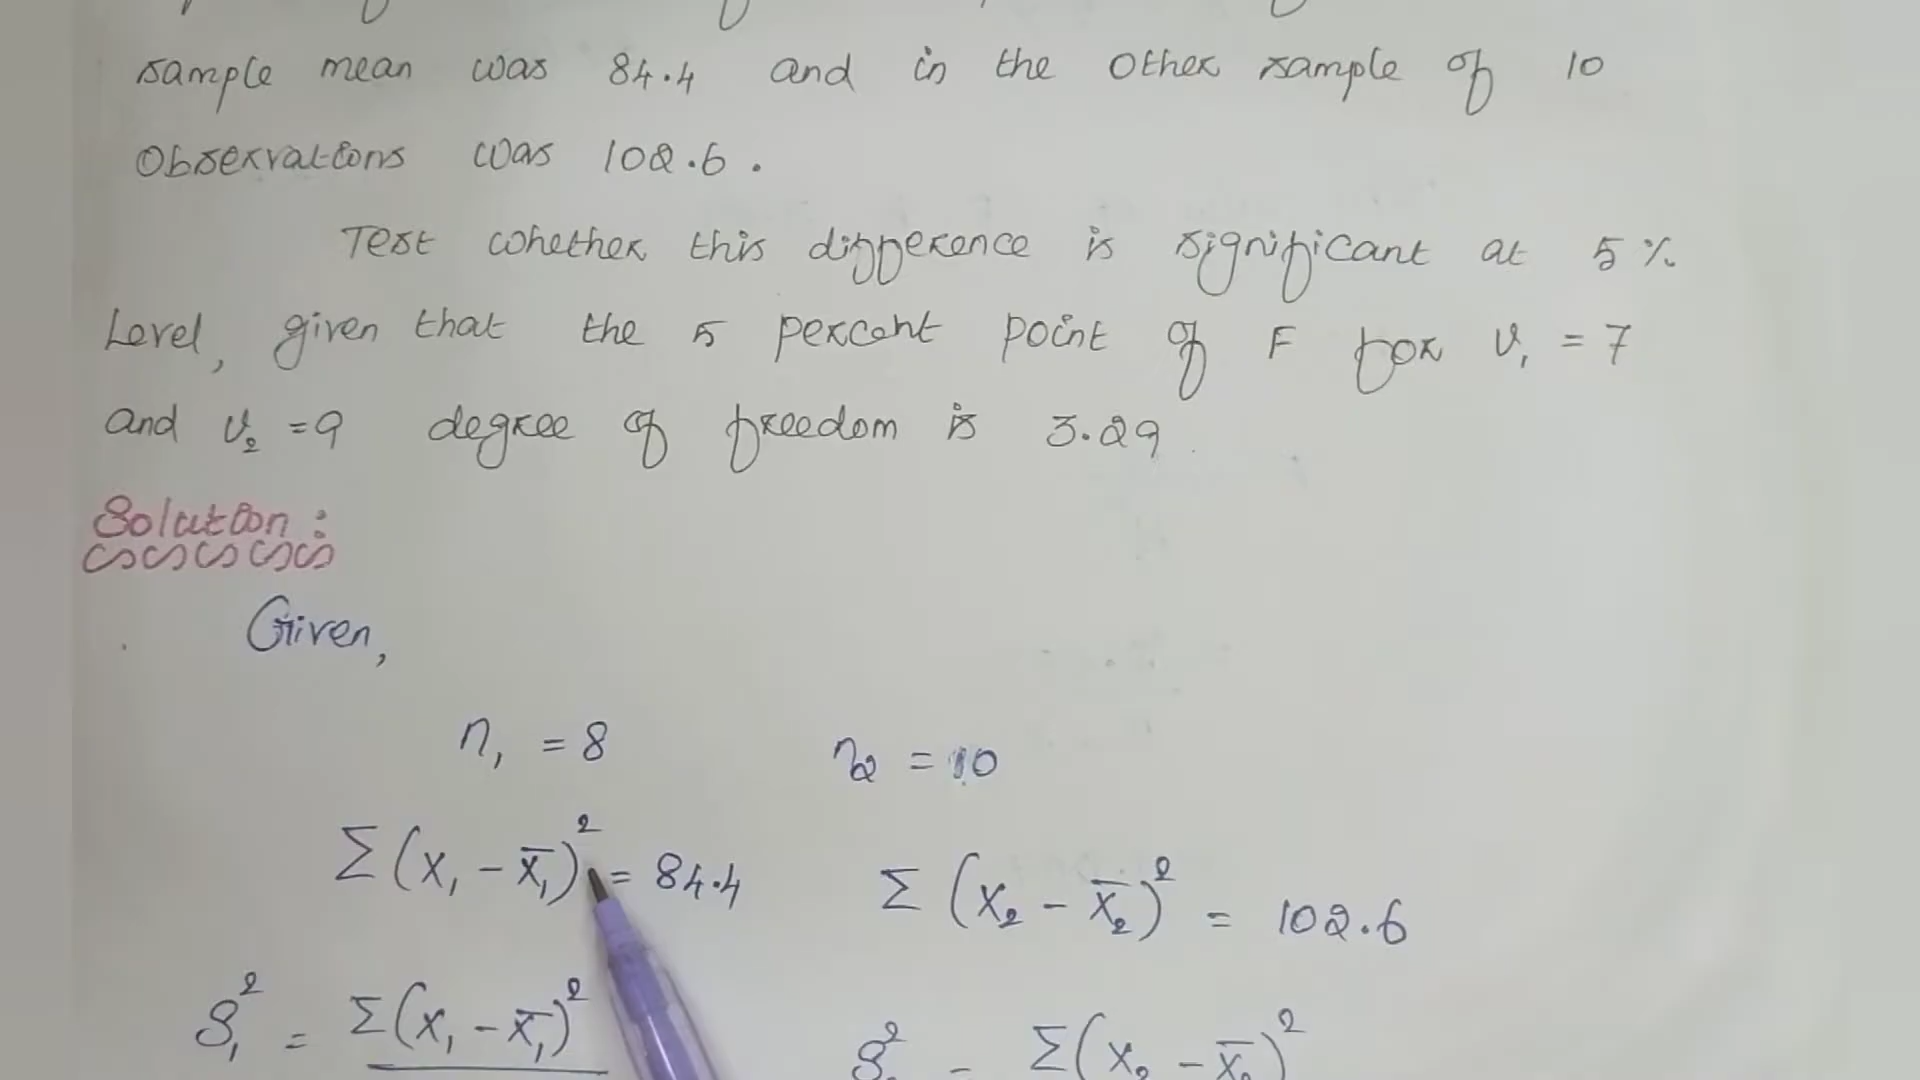 sample mean was 84.4 and in the other sample of 10
Observations was 102.6.
Test whether this difference is significant at 5%
Level, given that the 5 percent point of F for v₁ = 7
and v₂ = 9 degree of freedom is 3.29
Solution:
Given,
n₁ = 8 n₂ = 10
Σ(x₁ - x̄₁)² = 84.4 Σ(x₂ - x̄₂)² = 102.6
S₁² = Σ(x₁ - x̄₁)² S₂² = Σ(x₂ - x̄₂)²